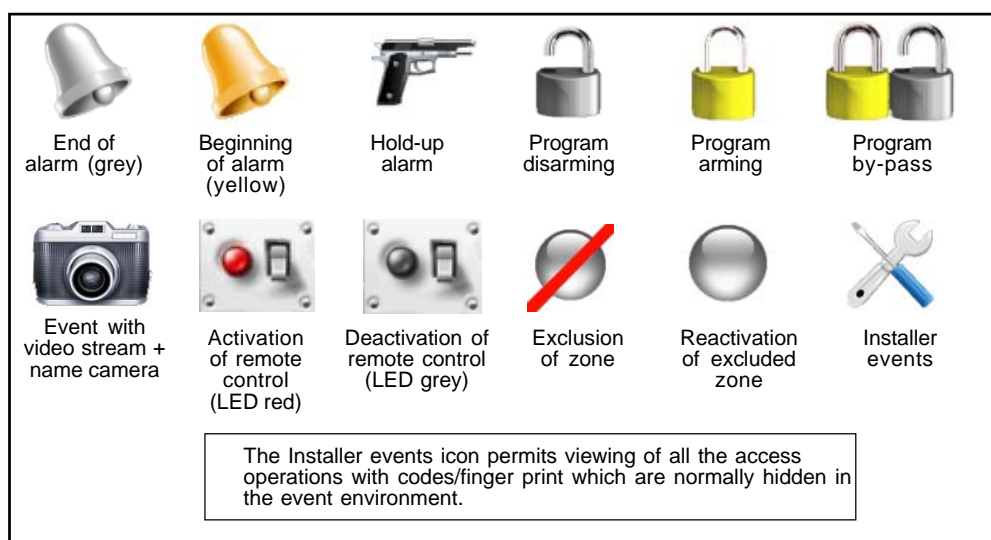 End of
alarm (grey)
Beginning
of alarm
(yellow)
Hold-up
alarm
Program
disarming
Program
arming
Program
by-pass
Event with
video stream +
name camera
Activation
of remote
control
(LED red)
Deactivation of
remote control
(LED grey)
Exclusion
of zone
Reactivation
of excluded
zone
Installer
events
The Installer events icon permits viewing of all the access
operations with codes/finger print which are normally hidden in
the event environment.